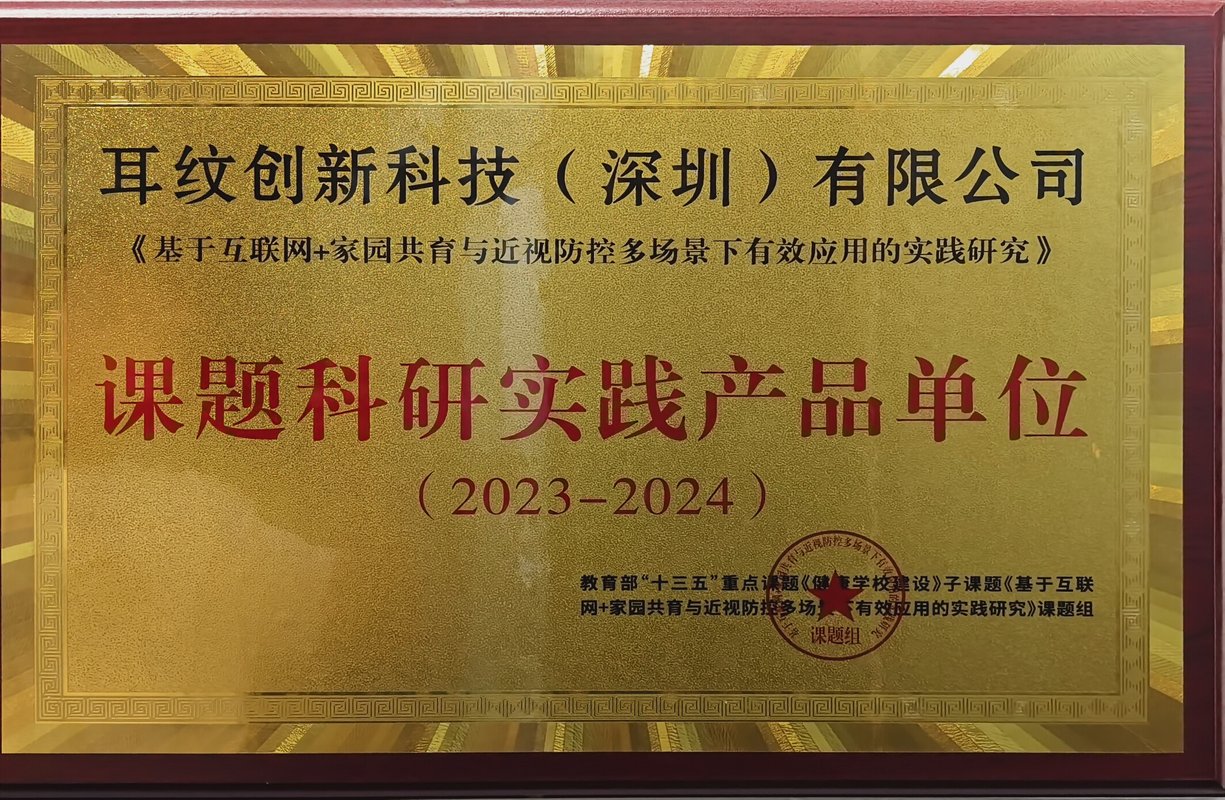 耳纹创新科技（深圳）有限公司
《基于互联网+家园共育与近视防控多场景下有效应用的实践研究》
课题科研实践产品单位
（2023-2024）
教育部“十三五”重点课题《健康学校建设》子课题《基于互联
网+家园共育与近视防控多场景下有效应用的实践研究》课题组
课题组